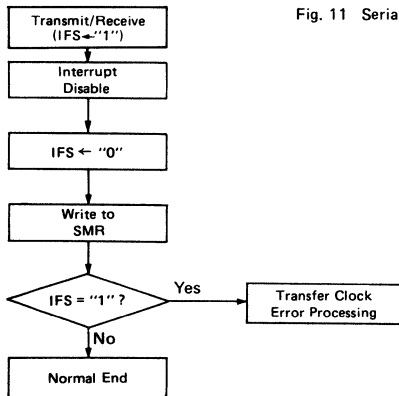 Transmit/Receive
(IFS←"1")
Fig. 11 Seria
Interrupt
Disable
IFS ← "0"
Write to
SMR
IFS = "1" ?
Yes
Transfer Clock
Error Processing
No
Normal End